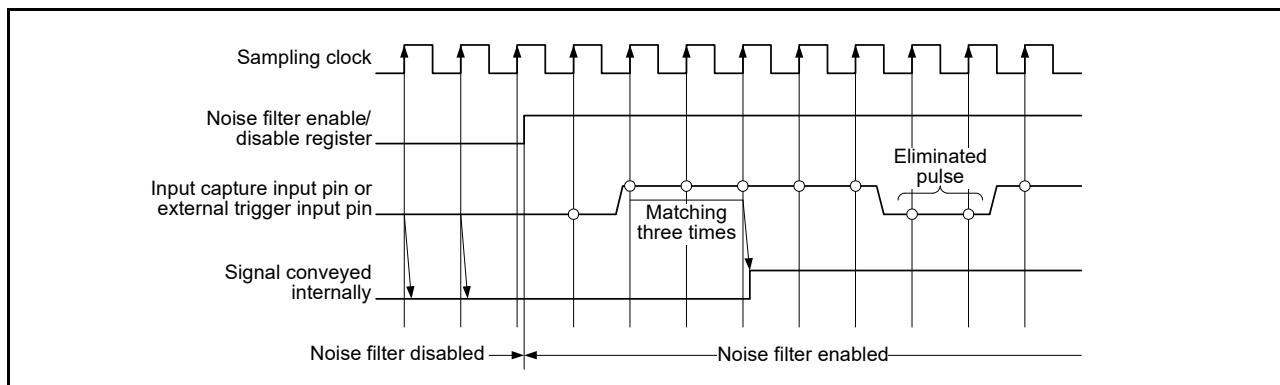 Sampling clock
Noise filter enable/
disable register
Eliminated
pulse
Input capture input pin or
external trigger input pin
Matching
three times
Signal conveyed
internally
Noise filter disabled
Noise filter enabled